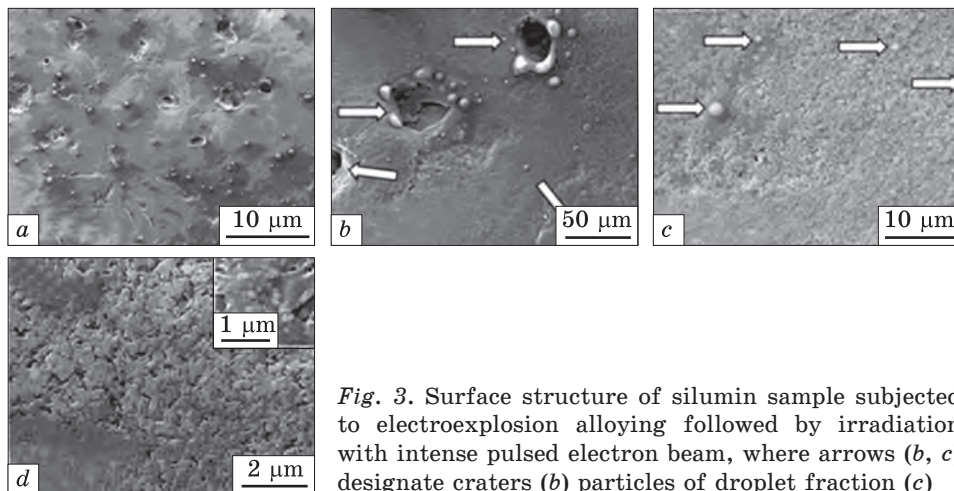 a
10 μm
b
50 μm
c
10 μm
1 μm
d
2 μm
Fig. 3. Surface structure of silumin sample subjected
to electroexplosion alloying followed by irradiation
with intense pulsed electron beam, where arrows (b, c
designate craters (b) particles of droplet fraction (c)